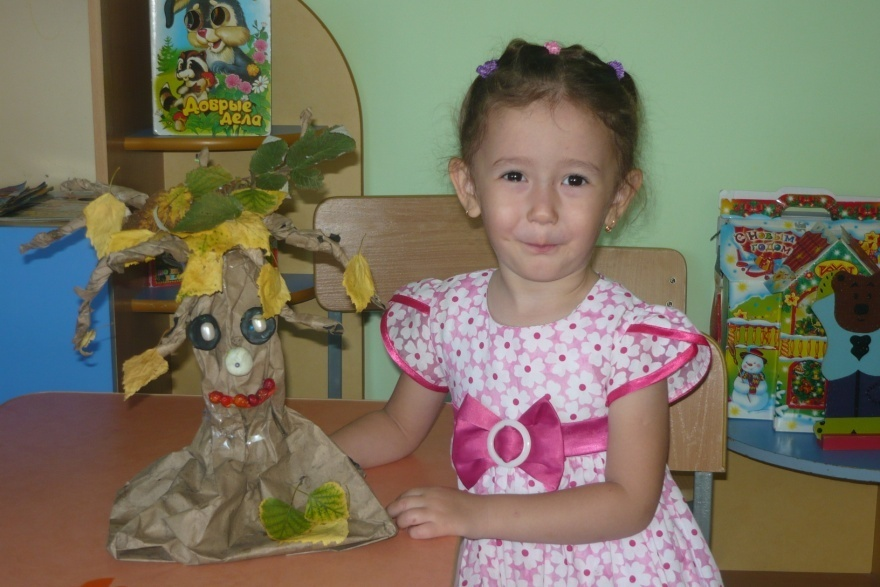 Добрые
дела
С Новым
годом